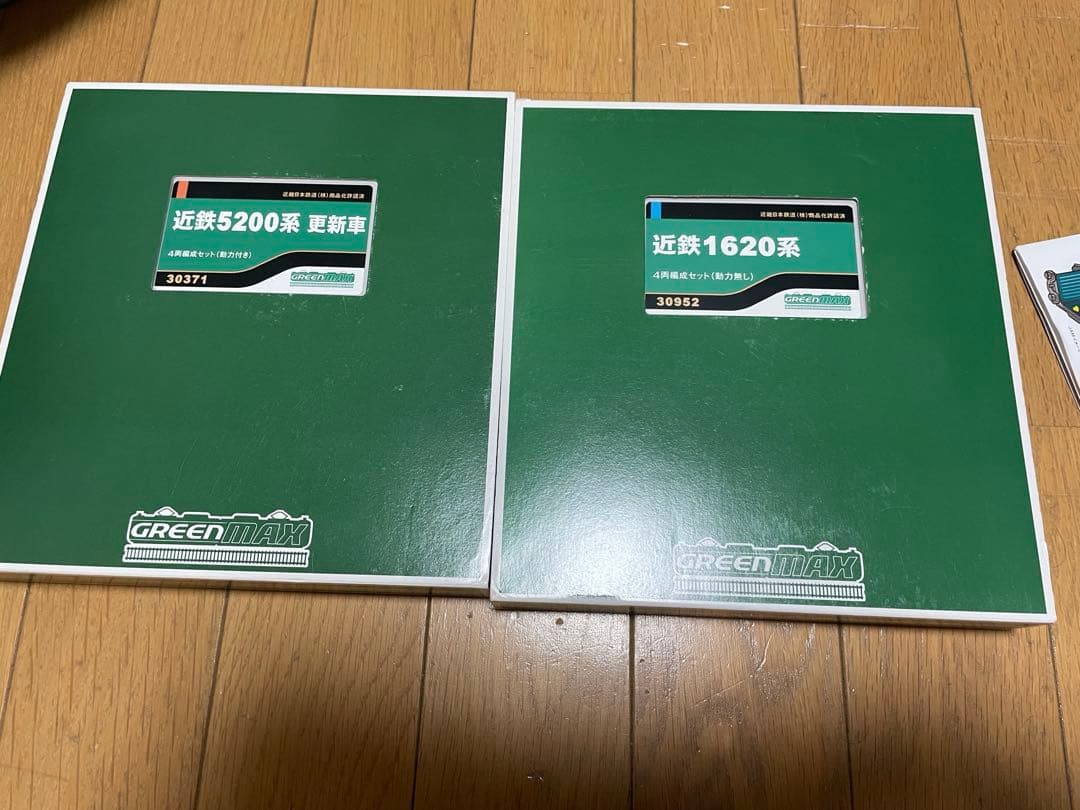 近畿日本鉄道(株)商品化許諾済
近鉄5200系 更新車
4両編成セット(動力付き)
30371
GREENMAX
GREENMAX
近畿日本鉄道(株)商品化許諾済
近鉄1620系
4両編成セット(動力無し)
30952
GREENMAX
GREENMAX